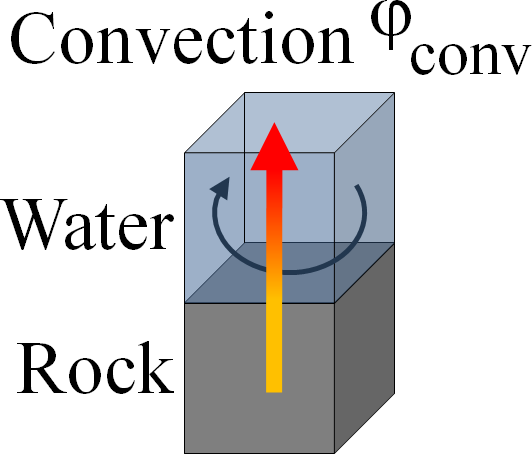 Convection φconv
Water
Rock